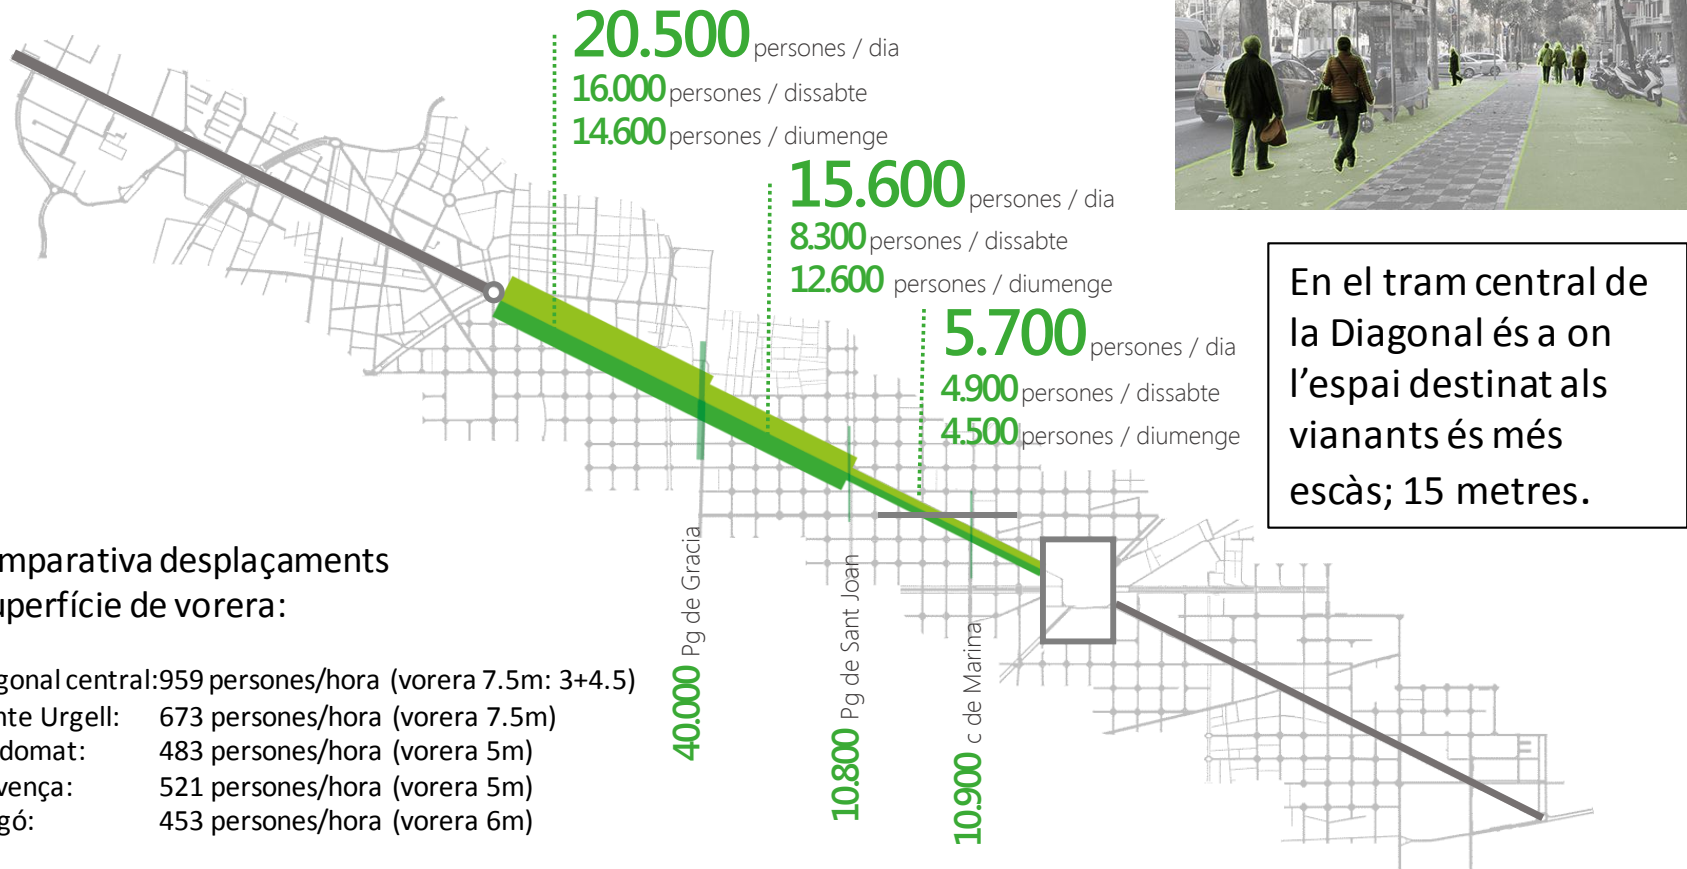 20.500 persones / dia
16.000 persones / dissabte
14.600 persones / diumenge
15.600 persones / dia
8.300 persones / dissabte
12.600 persones / diumenge
5.700 persones / dia
4.900 persones / dissabte
4.500 persones / diumenge
En el tram central de
la Diagonal és a on
l’espai destinat als
vianants és més
escàs; 15 metres.
mparativa desplaçaments
uperfície de vorera:
gonal central:959 persones/hora (vorera 7.5m: 3+4.5)
nte Urgell: 673 persones/hora (vorera 7.5m)
domat: 483 persones/hora (vorera 5m)
vença: 521 persones/hora (vorera 5m)
gó: 453 persones/hora (vorera 6m)
40.000 Pg de Gracia
10.800 Pg de Sant Joan
10.900 c de Marina